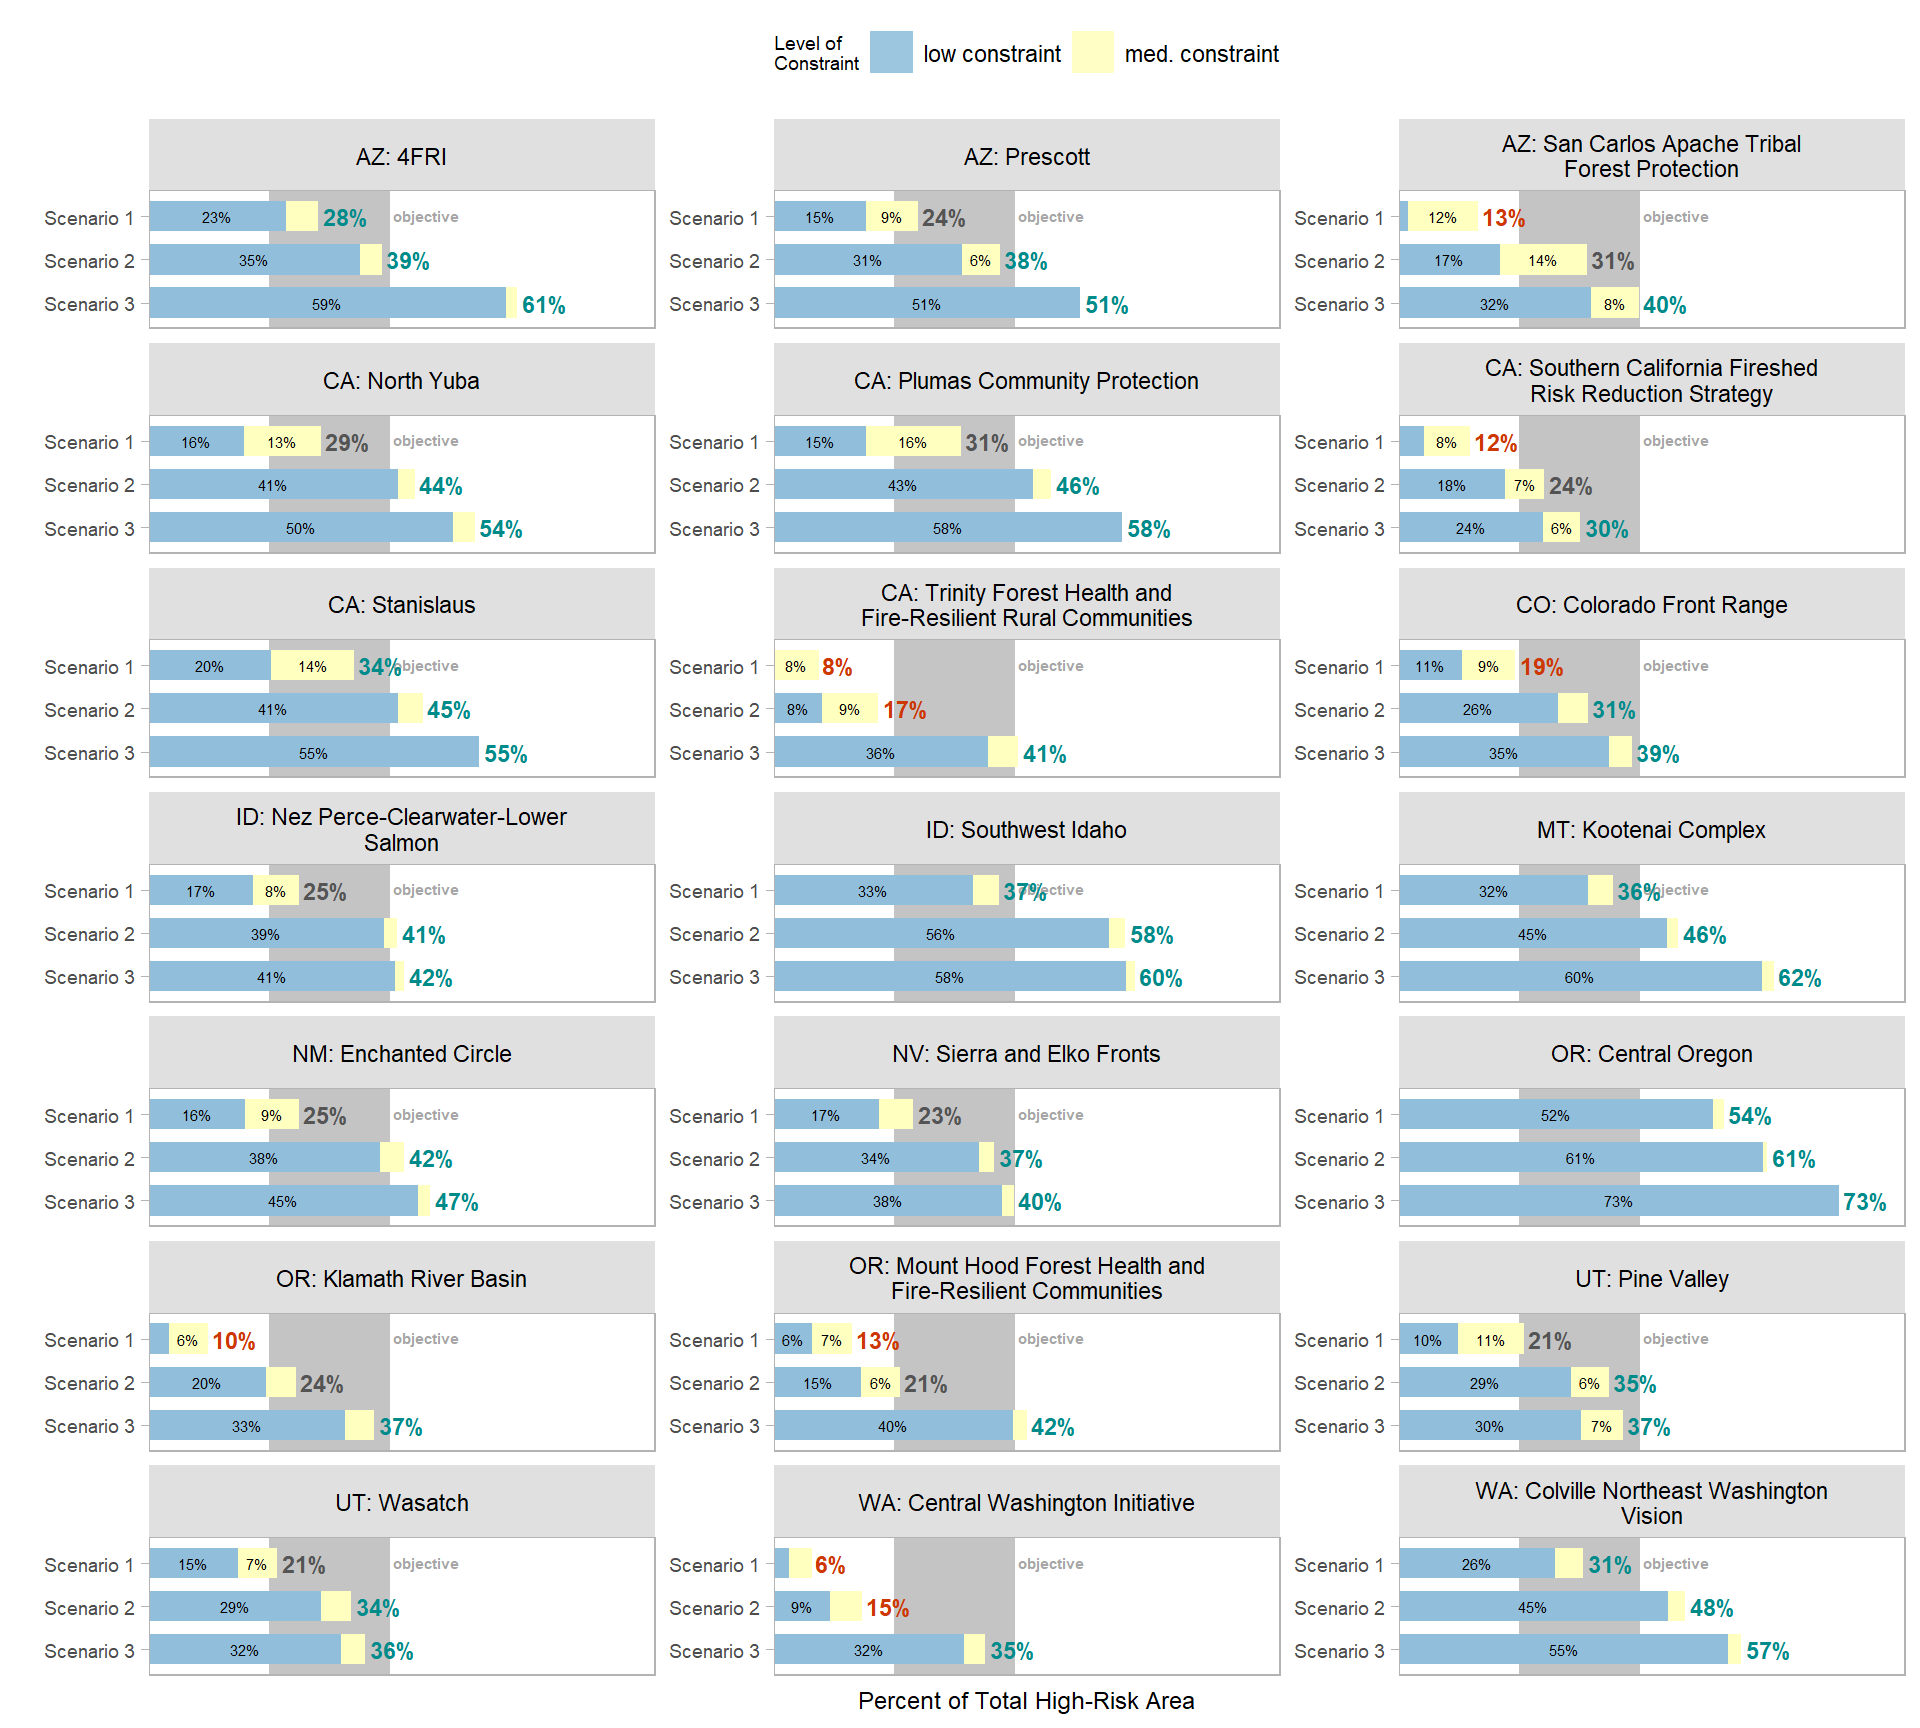 Level of
Constraint
low constraint
med. constraint
AZ: 4FRI
Scenario 1 23% 28% objective
Scenario 2 35% 39%
Scenario 3 59% 61%
AZ: Prescott
Scenario 1 15% 9% 24% objective
Scenario 2 31% 6% 38%
Scenario 3 51% 51%
AZ: San Carlos Apache Tribal
Forest Protection
Scenario 1 12% 13% objective
Scenario 2 17% 14% 31%
Scenario 3 32% 8% 40%
CA: North Yuba
Scenario 1 16% 13% 29% objective
Scenario 2 41% 44%
Scenario 3 50% 54%
CA: Plumas Community Protection
Scenario 1 15% 16% 31% objective
Scenario 2 43% 46%
Scenario 3 58% 58%
CA: Southern California Fireshed
Risk Reduction Strategy
Scenario 1 8% 12% objective
Scenario 2 18% 7% 24%
Scenario 3 24% 6% 30%
CA: Stanislaus
Scenario 1 20% 14% 34% objective
Scenario 2 41% 45%
Scenario 3 55% 55%
CA: Trinity Forest Health and
Fire-Resilient Rural Communities
Scenario 1 8% 8% objective
Scenario 2 8% 9% 17%
Scenario 3 36% 41%
CO: Colorado Front Range
Scenario 1 11% 9% 19% objective
Scenario 2 26% 31%
Scenario 3 35% 39%
ID: Nez Perce-Clearwater-Lower
Salmon
Scenario 1 17% 8% 25% objective
Scenario 2 39% 41%
Scenario 3 41% 42%
ID: Southwest Idaho
Scenario 1 33% 37% objective
Scenario 2 56% 58%
Scenario 3 58% 60%
MT: Kootenai Complex
Scenario 1 32% 36% objective
Scenario 2 45% 46%
Scenario 3 60% 62%
NM: Enchanted Circle
Scenario 1 16% 9% 25% objective
Scenario 2 38% 42%
Scenario 3 45% 47%
NV: Sierra and Elko Fronts
Scenario 1 17% 23% objective
Scenario 2 34% 37%
Scenario 3 38% 40%
OR: Central Oregon
Scenario 1 52% 54%
Scenario 2 61% 61%
Scenario 3 73% 73%
OR: Klamath River Basin
Scenario 1 6% 10% objective
Scenario 2 20% 24%
Scenario 3 33% 37%
OR: Mount Hood Forest Health and
Fire-Resilient Communities
Scenario 1 6% 7% 13% objective
Scenario 2 15% 6% 21%
Scenario 3 40% 42%
UT: Pine Valley
Scenario 1 10% 11% 21% objective
Scenario 2 29% 6% 35%
Scenario 3 30% 7% 37%
UT: Wasatch
Scenario 1 15% 7% 21% objective
Scenario 2 29% 34%
Scenario 3 32% 36%
WA: Central Washington Initiative
Scenario 1 6% objective
Scenario 2 9% 15%
Scenario 3 32% 35%
WA: Colville Northeast Washington
Vision
Scenario 1 26% 31% objective
Scenario 2 45% 48%
Scenario 3 55% 57%
Percent of Total High-Risk Area